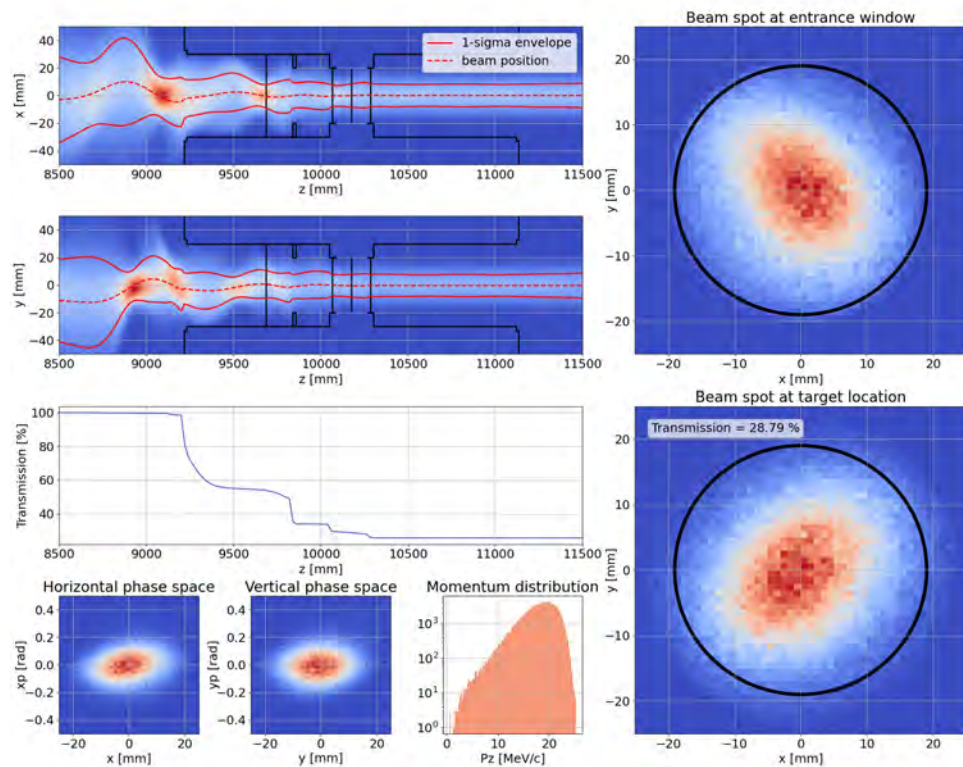 40
20
0
−20
−40
x [mm]
1-sigma envelope
beam position
8500 9000 9500 10000 10500 11000 11500
z [mm]
40
20
0
−20
−40
y [mm]
8500 9000 9500 10000 10500 11000 11500
z [mm]
100
80
60
40
Transmission [%]
8500 9000 9500 10000 10500 11000 11500
z [mm]
Horizontal phase space
0.4
0.2
0.0
−0.2
−0.4
xp [rad]
−20 0 20
x [mm]
Vertical phase space
0.4
0.2
0.0
−0.2
−0.4
yp [rad]
−20 0 20
y [mm]
Momentum distribution
10³
10²
10¹
10⁰
0 10 20
Pz [MeV/c]
Beam spot at entrance window
20
10
0
−10
−20
y [mm]
−20 −10 0 10 20
x [mm]
Beam spot at target location
Transmission = 28.79 %
20
10
0
−10
−20
y [mm]
−20 −10 0 10 20
x [mm]